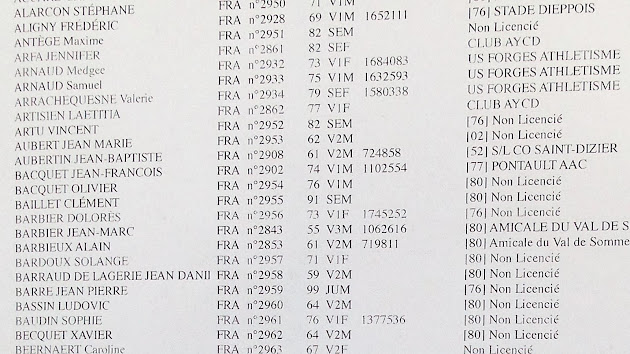 ALARCON STÉPHANE FRA n°2950 71 V1M
ALIGNY FRÉDÉRIC FRA n°2928 69 V1M 1652111 [76] STADE DIEPPOIS
ANTÈGE Maxime FRA n°2951 82 SEM Non Licencié
ARFA JENNIFER FRA n°2861 82 SEF CLUB AYCD
ARNAUD Medgee FRA n°2932 73 V1F 1684083 US FORGES ATHLETISME
ARNAUD Samuel FRA n°2933 75 V1M 1632593 US FORGES ATHLETISME
ARRACHEQUESNE Valerie FRA n°2934 79 SEF 1580338 US FORGES ATHLETISME
ARTISIEN LAETITIA FRA n°2862 77 V1F CLUB AYCD
ARTU VINCENT FRA n°2952 82 SEM [76] Non Licencié
AUBERT JEAN MARIE FRA n°2953 62 V2M [02] Non Licencié
AUBERTIN JEAN-BAPTISTE FRA n°2908 61 V2M 724858 [52] S/L CO SAINT-DIZIER
BACQUET JEAN-FRANCOIS FRA n°2902 74 V1M 1102554 [77] PONTAULT AAC
BACQUET OLIVIER FRA n°2954 76 V1M [80] Non Licencié
BAILLET CLÉMENT FRA n°2955 91 SEM [80] Non Licencié
BARBIER DOLORÈS FRA n°2956 73 V1F 1745252 [76] Non Licencié
BARBIER JEAN-MARC FRA n°2843 55 V3M 1062616 [80] AMICALE DU VAL DE S
BARBIEUX ALAIN FRA n°2853 61 V2M 719811 [80] Amicale du Val de Somme
BARDOUX SOLANGE FRA n°2957 71 V1F [80] Non Licencié
BARRAUD DE LAGERIE JEAN DANII FRA n°2958 59 V2M [80] Non Licencié
BARRE JEAN PIERRE FRA n°2959 99 JUM [76] Non Licencié
BASSIN LUDOVIC FRA n°2960 64 V2M [80] Non Licencié
BAUDIN SOPHIE FRA n°2961 76 V1F 1377536 [80] Non Licencié
BECQUET XAVIER FRA n°2962 64 V2M [80] Non Licencié
BEERNAERT Caroline FRA n°2963 67 V2F Non Licencié